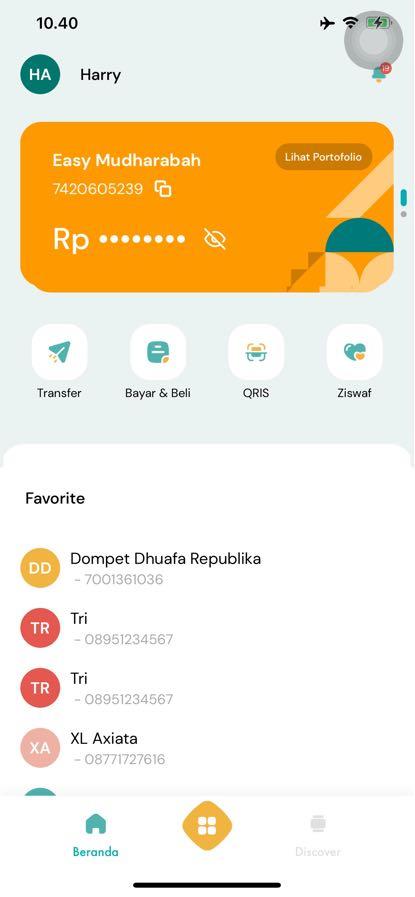 10.40
HA
Harry
19
Easy Mudharabah
Lihat Portofolio
7420605239
Rp ••••••••
Transfer
Bayar & Beli
QRIS
Ziswaf
Favorite
DD
Dompet Dhuafa Republika
- 7001361036
TR
Tri
- 08951234567
TR
Tri
- 08951234567
XA
XL Axiata
- 08771727616
Beranda
Discover